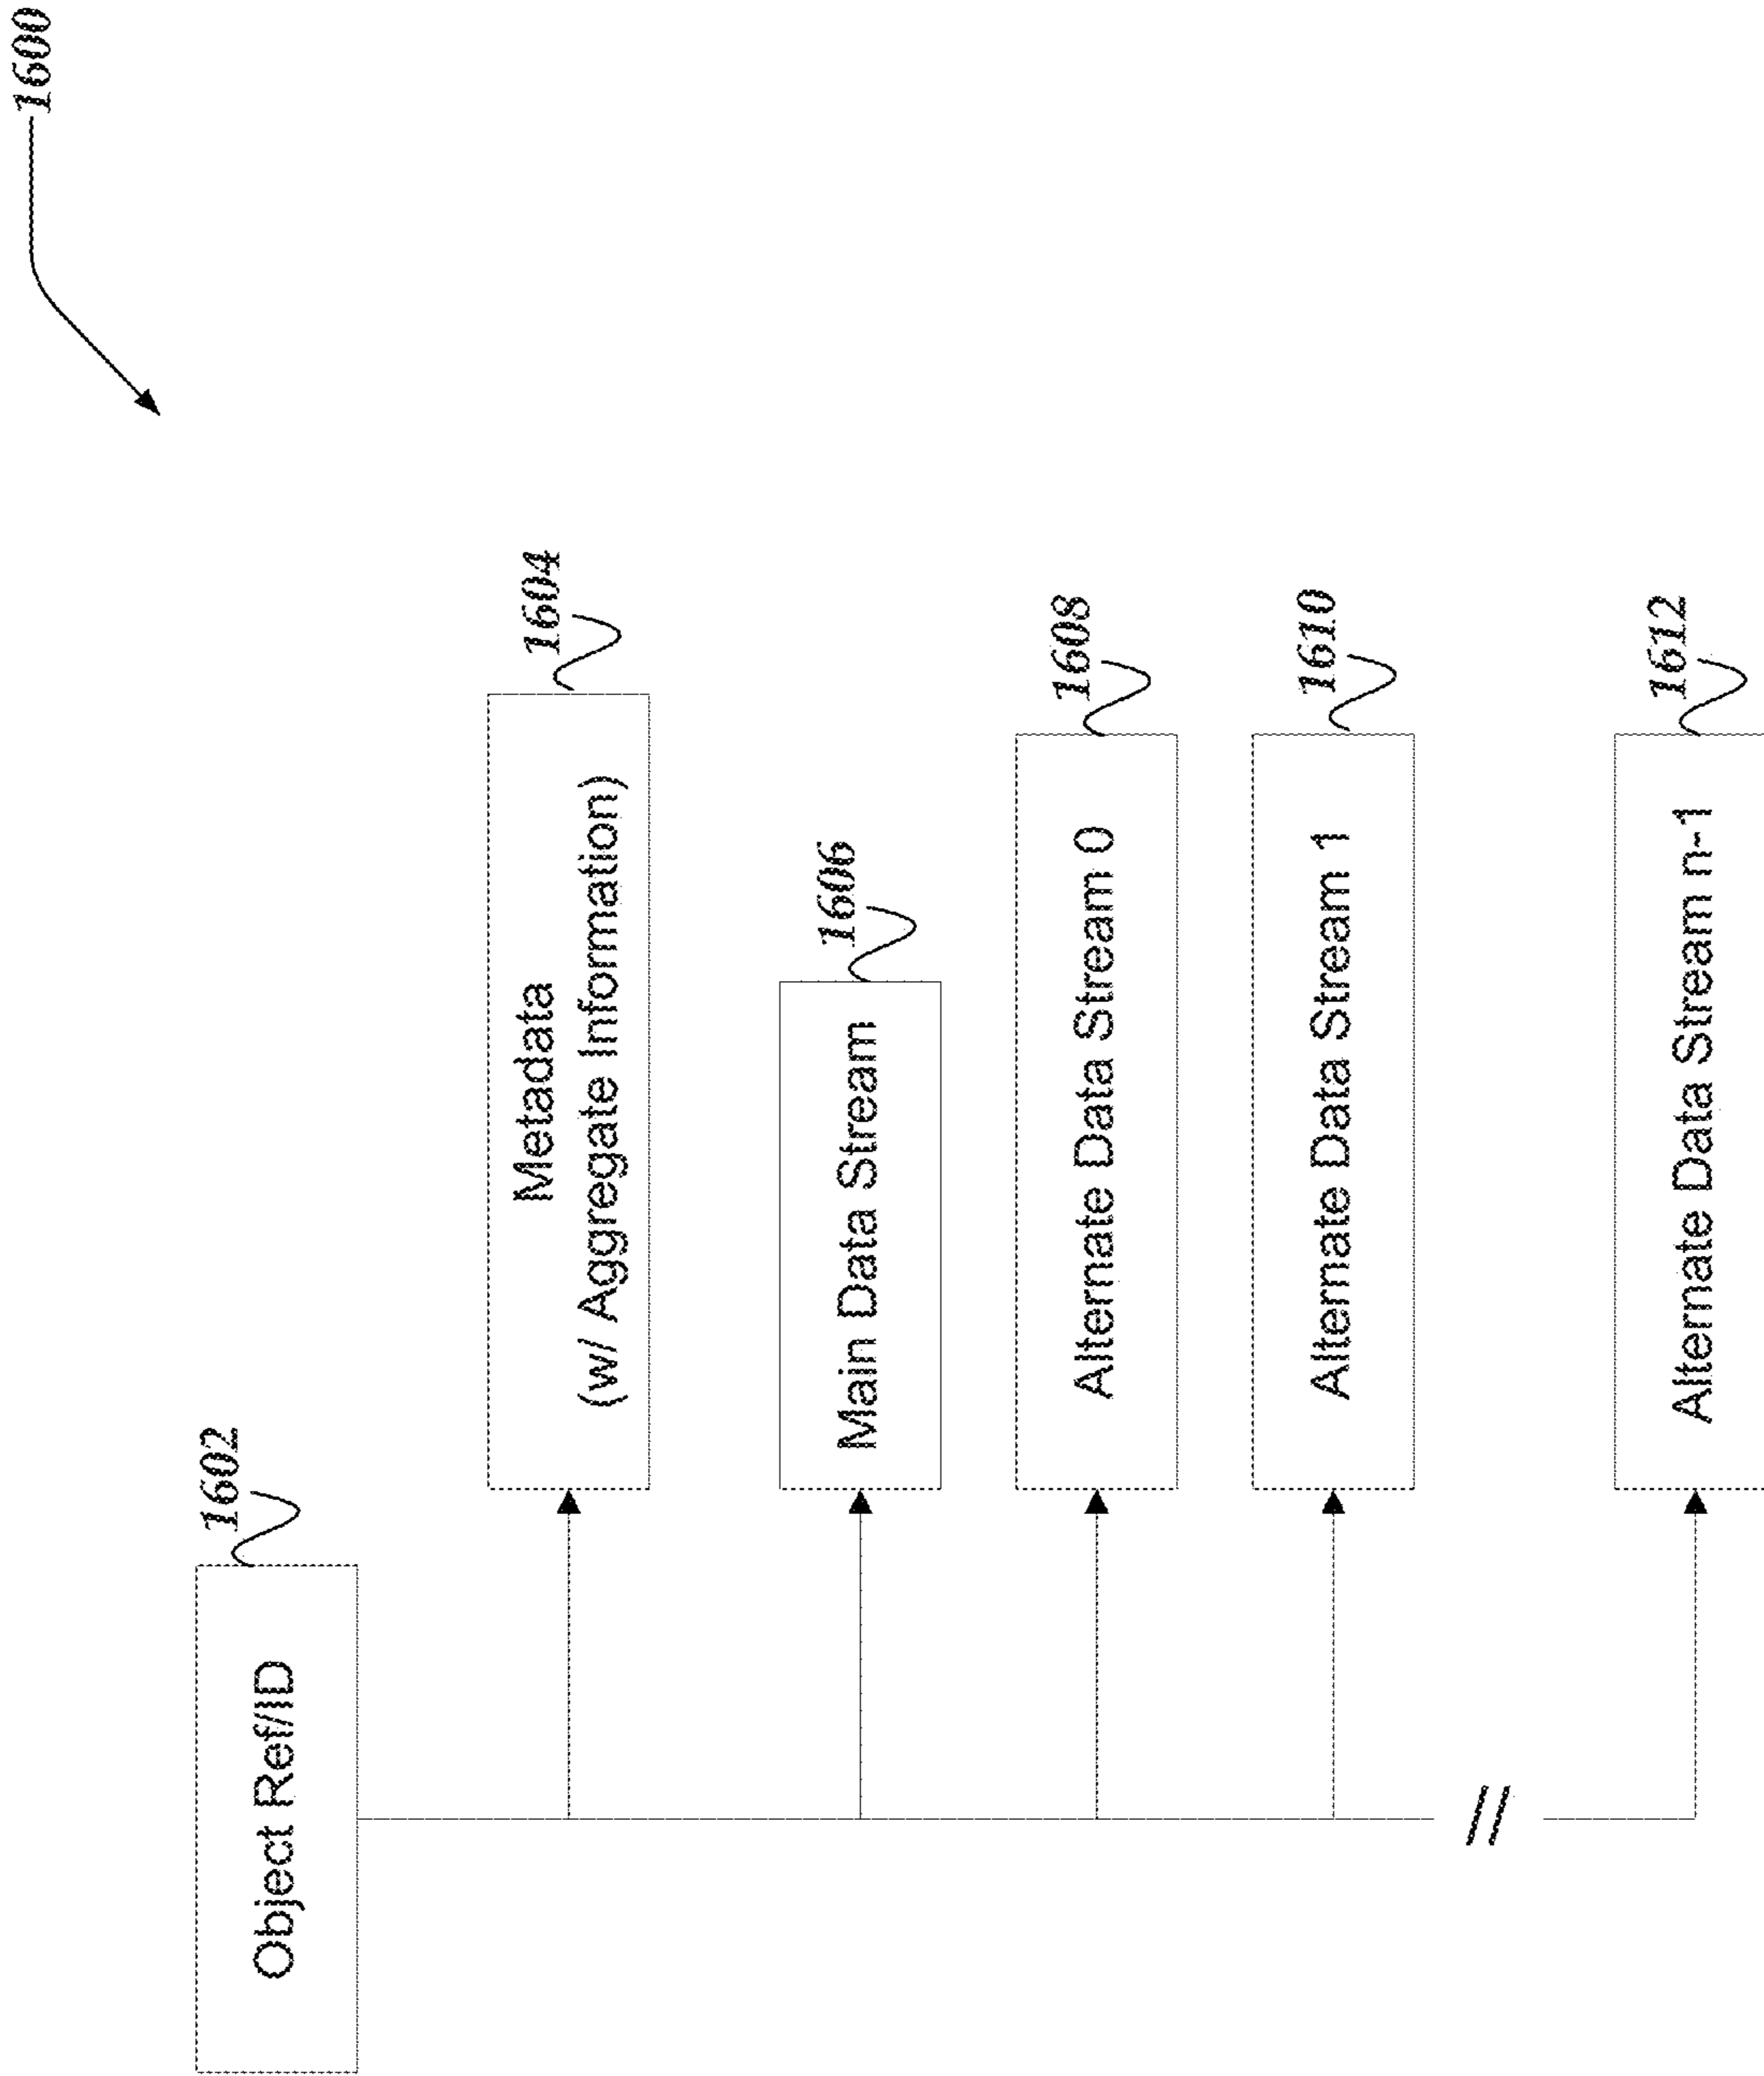 1600
Object Ref/ID
1602
Metadata
(w/ Aggregate Information)
1604
Main Data Stream
1606
Alternate Data Stream 0
1608
Alternate Data Stream 1
1610
//
Alternate Data Stream n-1
1612